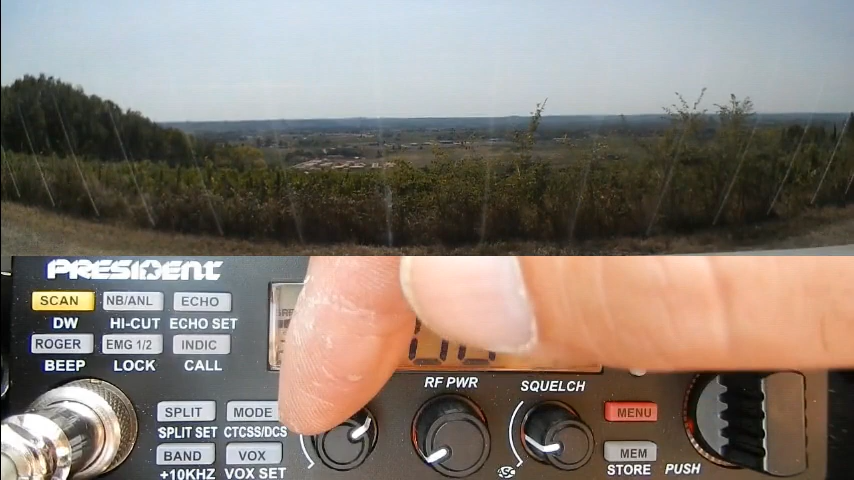 PRESIDENT
SCAN NB/ANL ECHO
DW HI-CUT ECHO SET
ROGER EMG 1/2 INDIC
BEEP LOCK CALL
RF PWR SQUELCH
SPLIT MODE MENU
SPLIT SET CTCSS/DCS
BAND VOX MEM
+10KHZ VOX SET ASC STORE PUSH